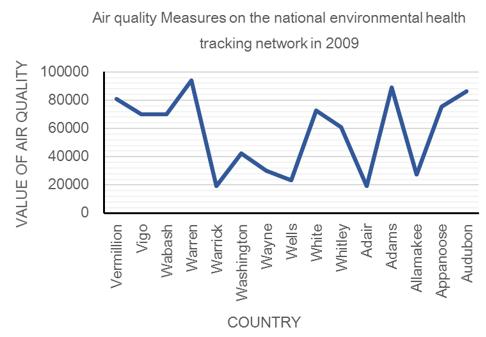 Air quality Measures on the national environmental health
tracking network in 2009
VALUE OF AIR QUALITY
100000
80000
60000
40000
20000
0
Vermillion
Vigo
Wabash
Warren
Warrick
Washington
Wayne
Wells
White
Whitley
Adair
Adams
Allamakee
Appanoose
Audubon
COUNTRY